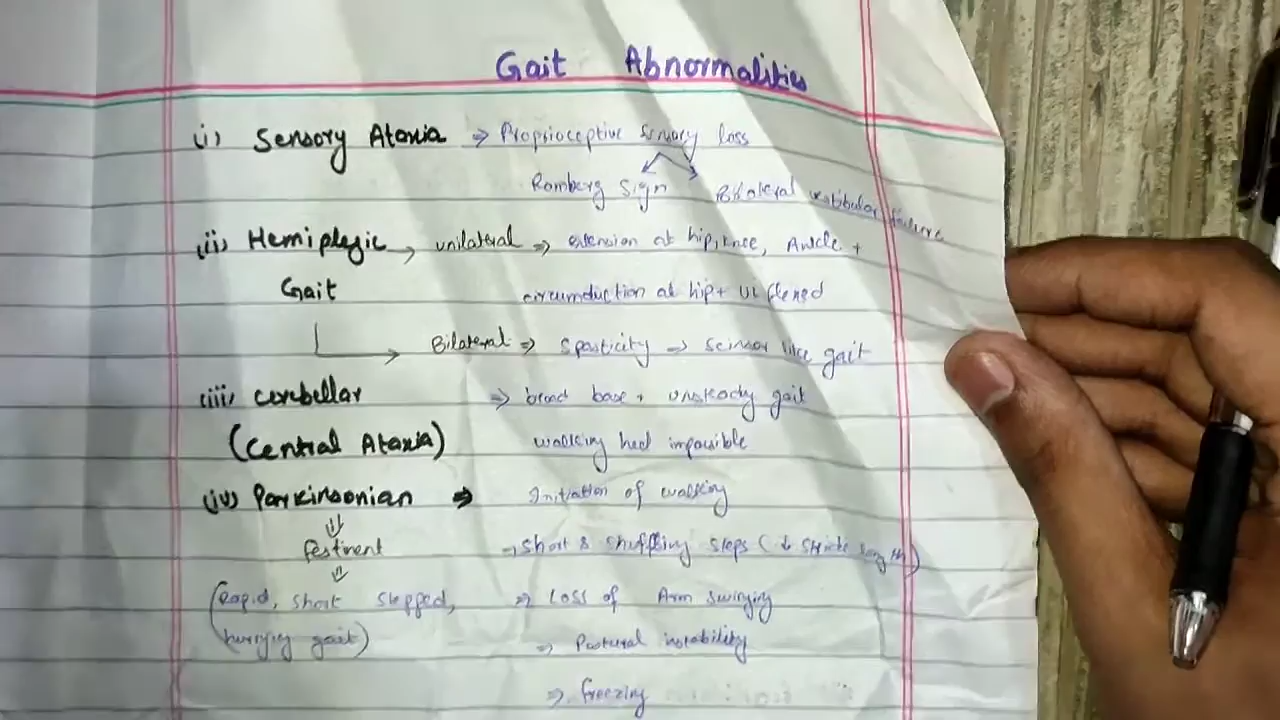 Gait Abnormalities
(i) Sensory Ataxia => Proprioceptive sensory loss
Romberg sign Bilateral vestibular failure
(ii) Hemiplegic → unilateral => extension at hip, knee, Ankle +
Gait circumduction at hip + UL flexed
Bilateral => Spasticity → scissor like gait
(iii) Cerebellar => broad base + unsteady gait
(Central Ataxia) walking heel impossible
(iv) Parkinsonian => Initiation of walking
festinent → short & shuffling steps (↓ stride length)
(Rapid, short stepped, => Loss of Arm swinging
hurrying gait) => Postural instability
=> freezing